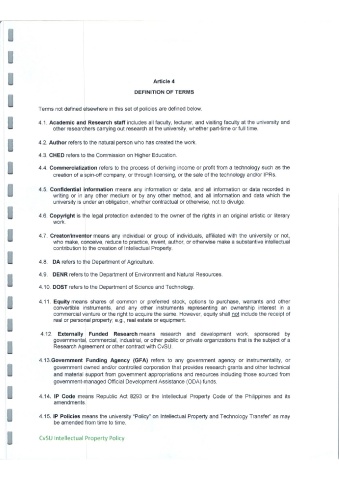 Article 4
DEFINITION OF TERMS
Terms not defined elsewhere in this set of policies are defined below.
4.1. Academic and Research staff includes all faculty, lecturer, and visiting faculty at the university and
other researchers carrying out research at the university, whether part-time or full time.
4.2. Author refers to the natural person who has created the work.
4.3. CHED refers to the Commission on Higher Education.
4.4. Commercialization refers to the process of deriving income or profit from a technology such as the
creation of a spin-off company, or through licensing, or the sale of the technology and/or IPRs.
4.5. Confidential information means any information or data, and all information or data recorded in
writing or in any other medium or by any other method, and all information and data which the
university is under an obligation, whether contractual or otherwise, not to divulge.
4.6. Copyright is the legal protection extended to the owner of the rights in an original artistic or literary
work.
4.7. Creator/Inventor means any individual or group of individuals, affiliated with the university or not,
who make, conceive, reduce to practice, invent, author, or otherwise make a substantive intellectual
contribution to the creation of Intellectual Property.
4.8. DA refers to the Department of Agriculture.
4.9. DENR refers to the Department of Environment and Natural Resources.
4.10. DOST refers to the Department of Science and Technology.
4.11. Equity means shares of common or preferred stock, options to purchase, warrants and other
convertible instruments, and any other instruments representing an ownership interest in a
commercial venture or the right to acquire the same. However, equity shall not include the receipt of
real or personal property; e.g., real estate or equipment.
4.12. Externally Funded Research means research and development work, sponsored by
governmental, commercial, industrial, or other public or private organizations that is the subject of a
Research Agreement or other contract with CvSU.
4.13. Government Funding Agency (GFA) refers to any government agency or instrumentality, or
government owned and/or controlled corporation that provides research grants and other technical
and material support from government appropriations and resources including those sourced from
government-managed Official Development Assistance (ODA) funds.
4.14. IP Code means Republic Act 8293 or the Intellectual Property Code of the Philippines and its
amendments
4.15. IP Policies means the university "Policy" on Intellectual Property and Technology Transfer" as may
be amended from time to time.
CvSU Intellectual Property Policy